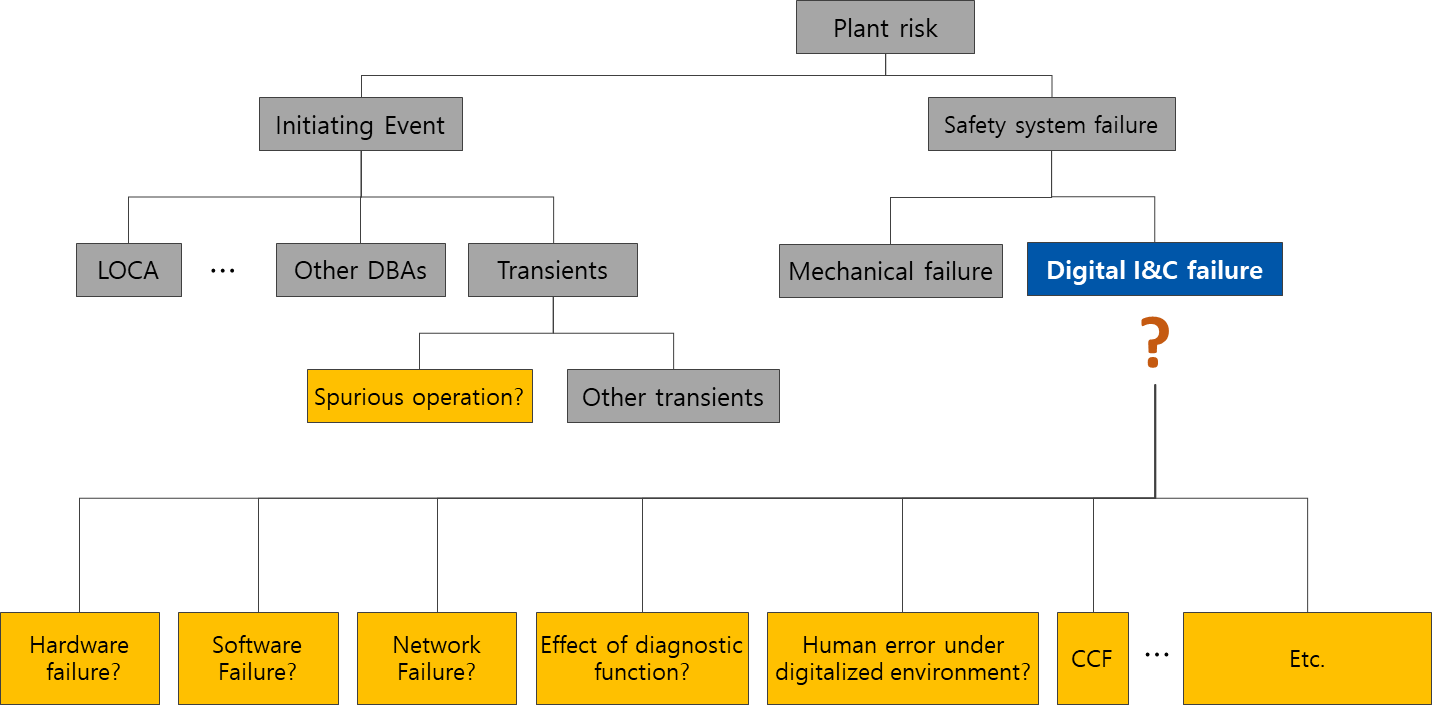 Plant risk
Initiating Event
Safety system failure
LOCA
...
Other DBAs
Transients
Mechanical failure
Digital I&C failure
?
Spurious operation?
Other transients
Hardware
failure?
Software
Failure?
Network
Failure?
Effect of diagnostic
function?
Human error under
digitalized environment?
CCF
...
Etc.